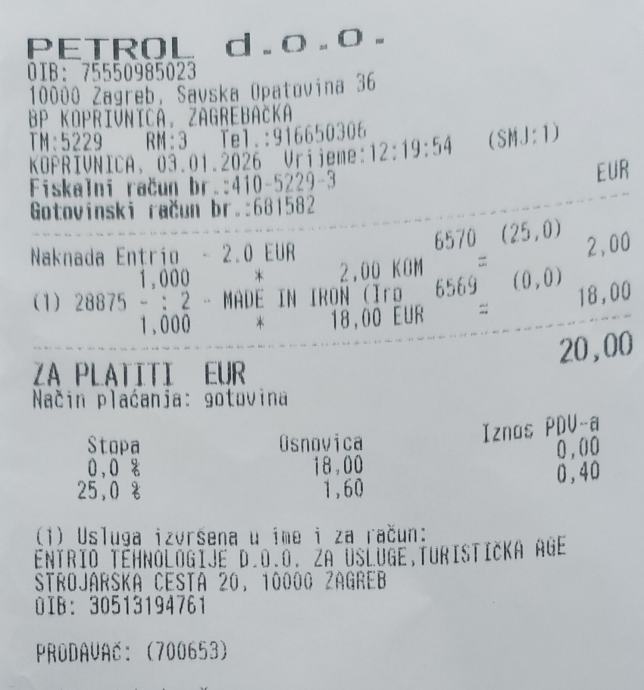 PETROL d.o.o.
OIB: 75550985023
10000 Zagreb, Savska Opatovina 36
BP KOPRIVNICA, ZAGREBAČKA
TM:5229 RM:3 Tel.:916650306
KOPRIVNICA, 03.01.2026 Vrijeme:12:19:54 (SMJ:1)
Fiskalni račun br.:410-5229-3
Gotovinski račun br.:681582
EUR
Naknada Entrio - 2.0 EUR 6570 (25,0)
1,000 * 2,00 KOM = 2,00
(1) 28875 - : 2 - MADE IN IRON (Iro 6569 (0,0)
1,000 * 18,00 EUR = 18,00
ZA PLATITI EUR 20,00
Način plaćanja: gotovina
Stopa Osnovica Iznos PDV-a
0,0 % 18,00 0,00
25,0 % 1,60 0,40
(1) Usluga izvršena u ime i za račun:
ENTRIO TEHNOLOGIJE D.O.O. ZA USLUGE,TURISTIČKA AGE
STROJARSKA CESTA 20, 10000 ZAGREB
OIB: 30513194761
PRODAVAČ: (700653)